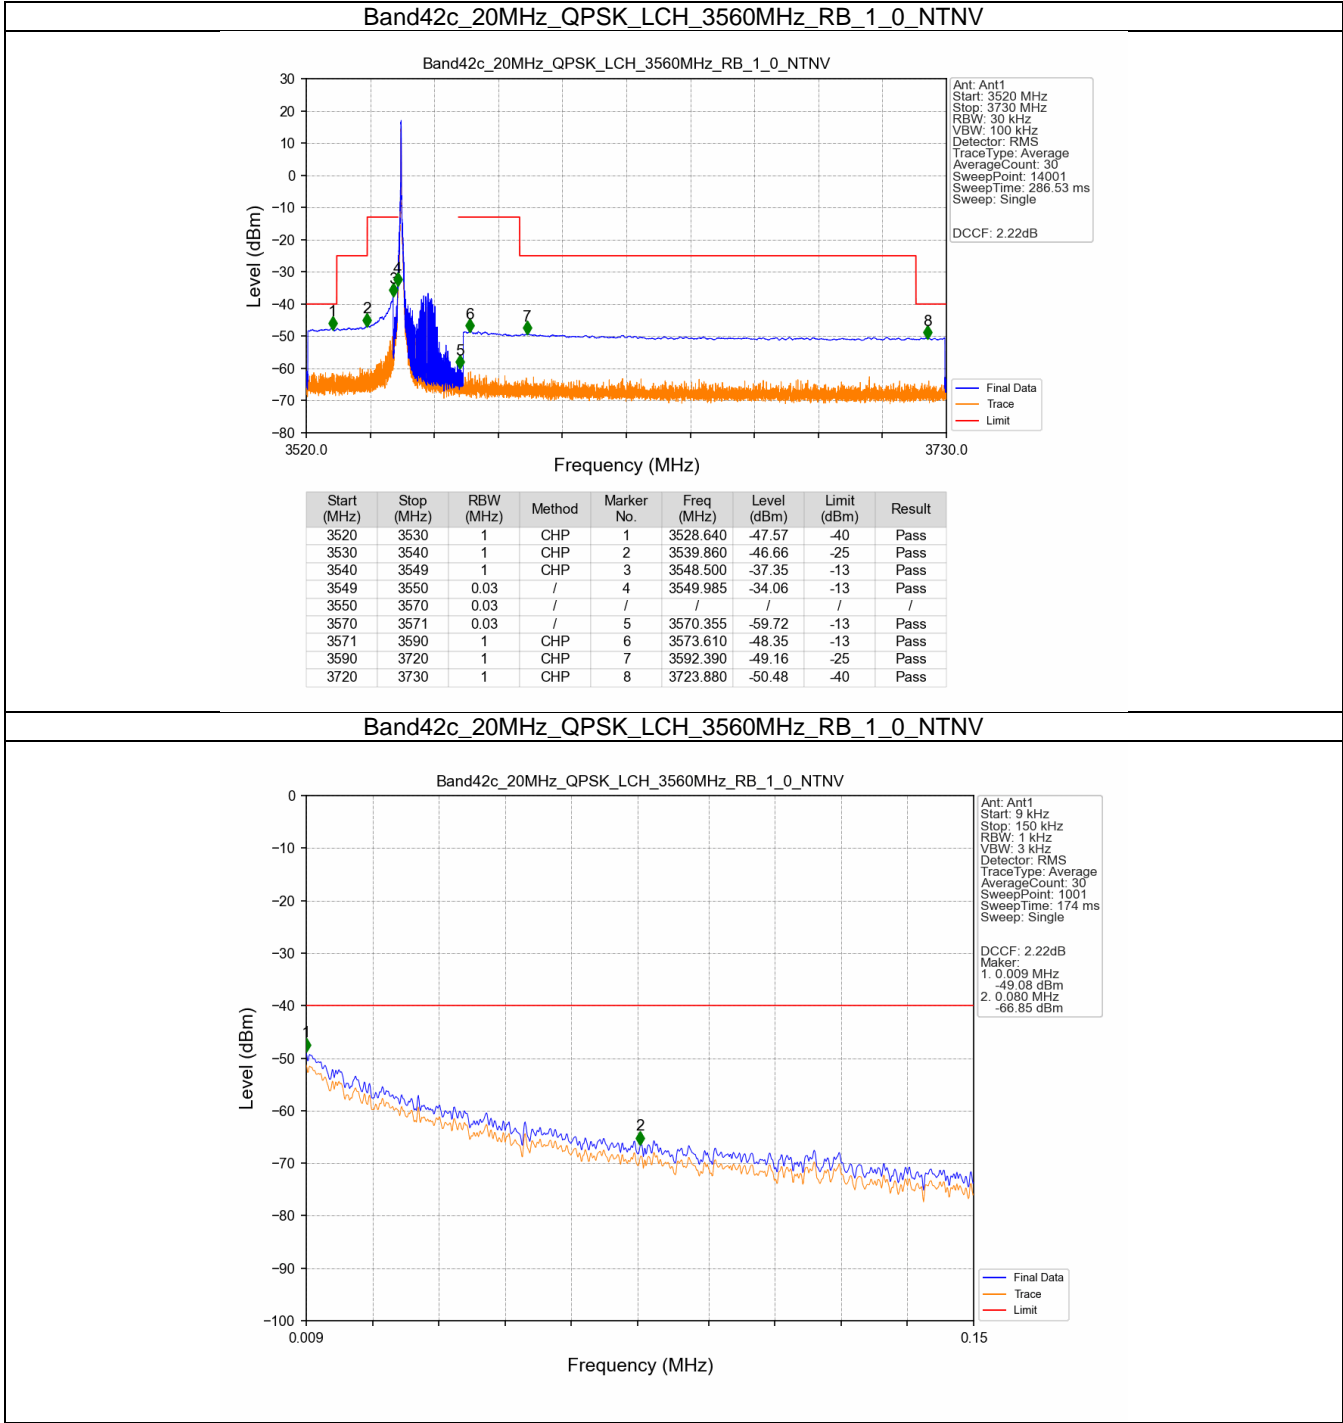 Band42c_20MHz_QPSK_LCH_3560MHz_RB_1_0_NTNV
Band42c_20MHz_QPSK_LCH_3560MHz_RB_1_0_NTNV
30
20
10
0
−10
−20
−30
−40
−50
−60
−70
−80
Level (dBm)
1
2
3
4
5
6
7
8
3520.0
3730.0
Frequency (MHz)
Ant: Ant1
Start: 3520 MHz
Stop: 3730 MHz
RBW: 30 kHz
VBW: 100 kHz
Detector: RMS
TraceType: Average
AverageCount: 30
SweepPoint: 14001
SweepTime: 286.53 ms
Sweep: Single
DCCF: 2.22dB
Final Data
Trace
Limit
Start (MHz) Stop (MHz) RBW (MHz) Method Marker No. Freq (MHz) Level (dBm) Limit (dBm) Result
3520 3530 1 CHP 1 3528.640 -47.57 -40 Pass
3530 3540 1 CHP 2 3539.860 -46.66 -25 Pass
3540 3549 1 CHP 3 3548.500 -37.35 -13 Pass
3549 3550 0.03 / 4 3549.985 -34.06 -13 Pass
3550 3570 0.03 / / / / / /
3570 3571 0.03 / 5 3570.355 -59.72 -13 Pass
3571 3590 1 CHP 6 3573.610 -48.35 -13 Pass
3590 3720 1 CHP 7 3592.390 -49.16 -25 Pass
3720 3730 1 CHP 8 3723.880 -50.48 -40 Pass
Band42c_20MHz_QPSK_LCH_3560MHz_RB_1_0_NTNV
Band42c_20MHz_QPSK_LCH_3560MHz_RB_1_0_NTNV
0
−10
−20
−30
−40
−50
−60
−70
−80
−90
−100
Level (dBm)
1
2
0.009
0.15
Frequency (MHz)
Ant: Ant1
Start: 9 kHz
Stop: 150 kHz
RBW: 1 kHz
VBW: 3 kHz
Detector: RMS
TraceType: Average
AverageCount: 30
SweepPoint: 1001
SweepTime: 174 ms
Sweep: Single
DCCF: 2.22dB
Maker:
1. 0.009 MHz
-49.08 dBm
2. 0.080 MHz
-66.85 dBm
Final Data
Trace
Limit